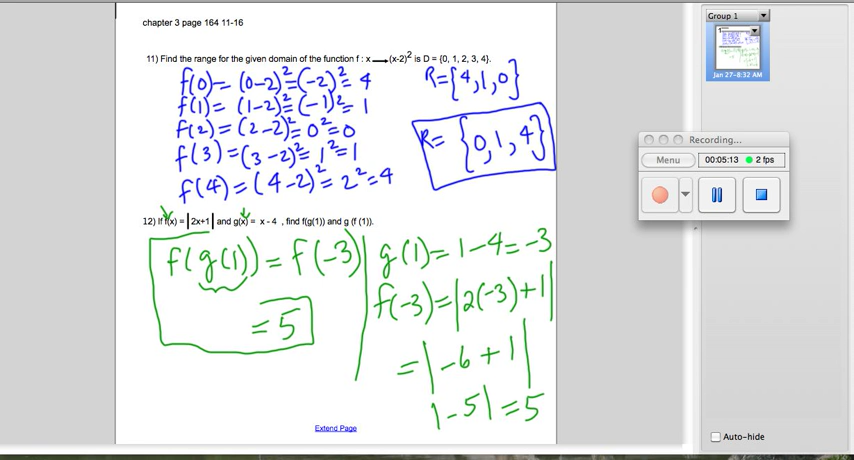 chapter 3 page 164 11-16
11) Find the range for the given domain of the function f : x → (x-2)² is D = {0, 1, 2, 3, 4}.
f(0) = (0-2)² = (-2)² = 4
f(1) = (1-2)² = (-1)² = 1
f(2) = (2-2)² = 0² = 0
f(3) = (3-2)² = 1² = 1
f(4) = (4-2)² = 2² = 4
R = {4,1,0}
R = {0,1,4}
12) If f(x) = |2x+1| and g(x) = x - 4 , find f(g(1)) and g (f (1)).
f(g(1)) = f(-3)
= 5
g(1) = 1-4 = -3
f(-3) = |2(-3)+1|
= |-6+1|
|-5| = 5
Extend Page
Group 1
1
Jan 27-8:32 AM
Recording...
Menu
00:05:13
2 fps
Auto-hide